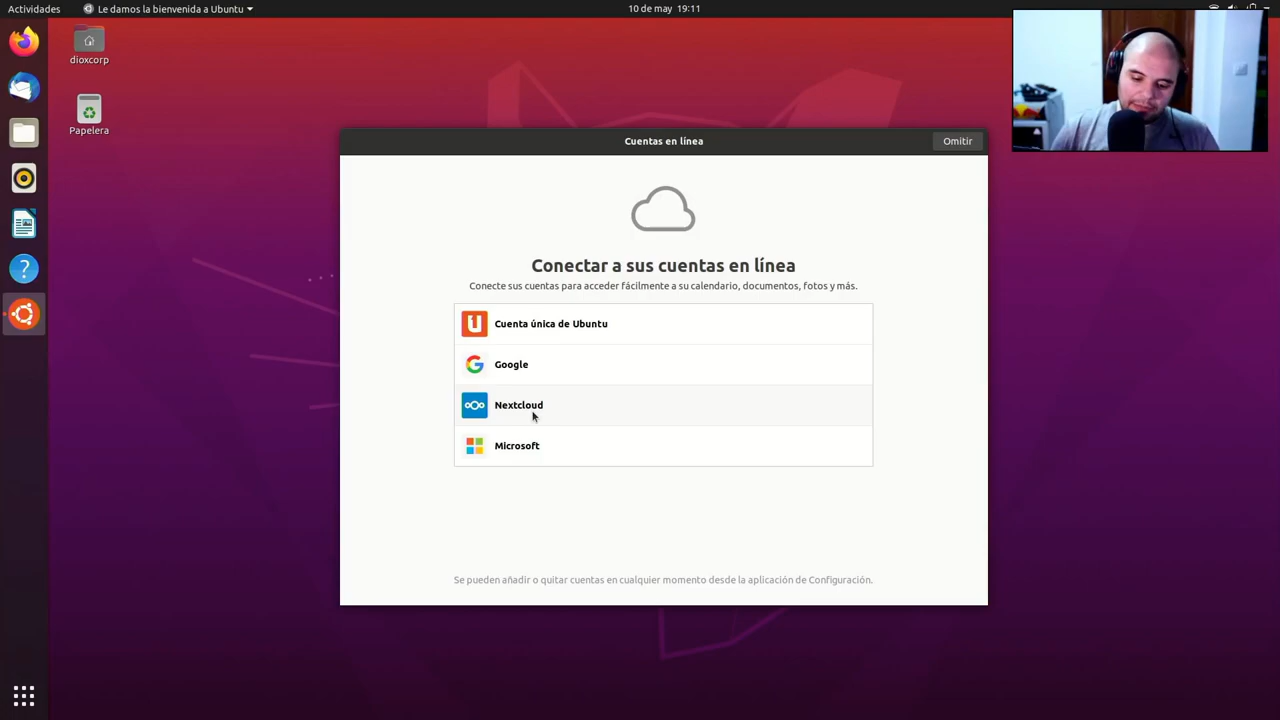 Actividades
Le damos la bienvenida a Ubuntu
10 de may 19:11
dioxcorp
Papelera
Cuentas en línea
Omitir
Conectar a sus cuentas en línea
Conecte sus cuentas para acceder fácilmente a su calendario, documentos, fotos y más.
Cuenta única de Ubuntu
Google
Nextcloud
Microsoft
Se pueden añadir o quitar cuentas en cualquier momento desde la aplicación de Configuración.